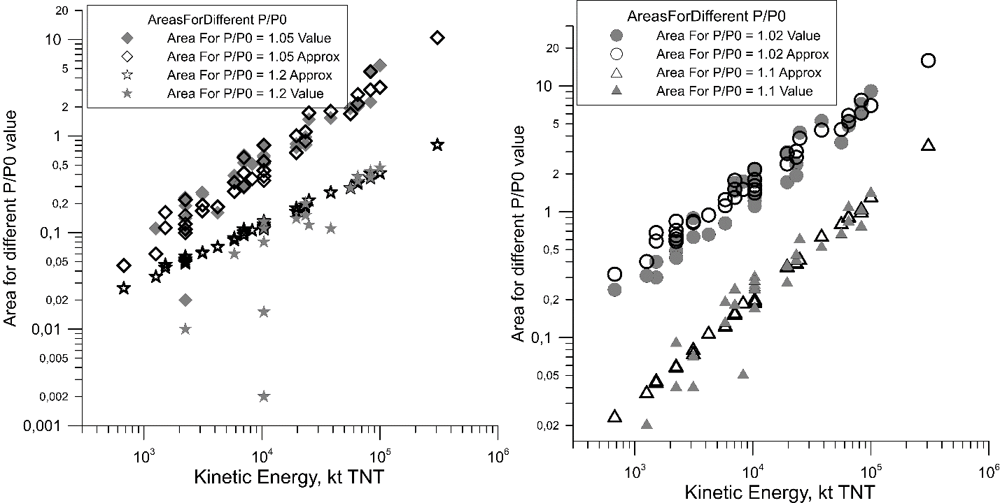 AreasForDifferent P/P0
Area For P/P0 = 1.05 Value
Area For P/P0 = 1.05 Approx
Area For P/P0 = 1.2 Approx
Area For P/P0 = 1.2 Value
20
10
5
2
1
0,5
0,2
0,1
0,05
0,02
0,01
0,005
0,002
0,001
Area for different P/P0 value
10³
10⁴
10⁵
10⁶
Kinetic Energy, kt TNT
AreasForDifferent P/P0
Area For P/P0 = 1.02 Value
Area For P/P0 = 1.02 Approx
Area For P/P0 = 1.1 Approx
Area For P/P0 = 1.1 Value
20
10
5
2
1
0,5
0,2
0,1
0,05
0,02
Area for different P/P0 value
10³
10⁴
10⁵
10⁶
Kinetic Energy, kt TNT